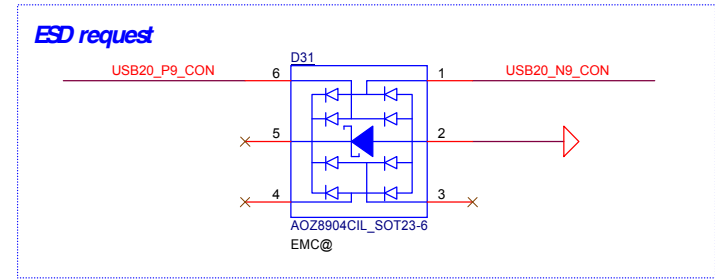 ESD request
D31
USB20_P9_CON 6 1 USB20_N9_CON
5 2
4 3
AOZ8904CIL_SOT23-6
EMC@